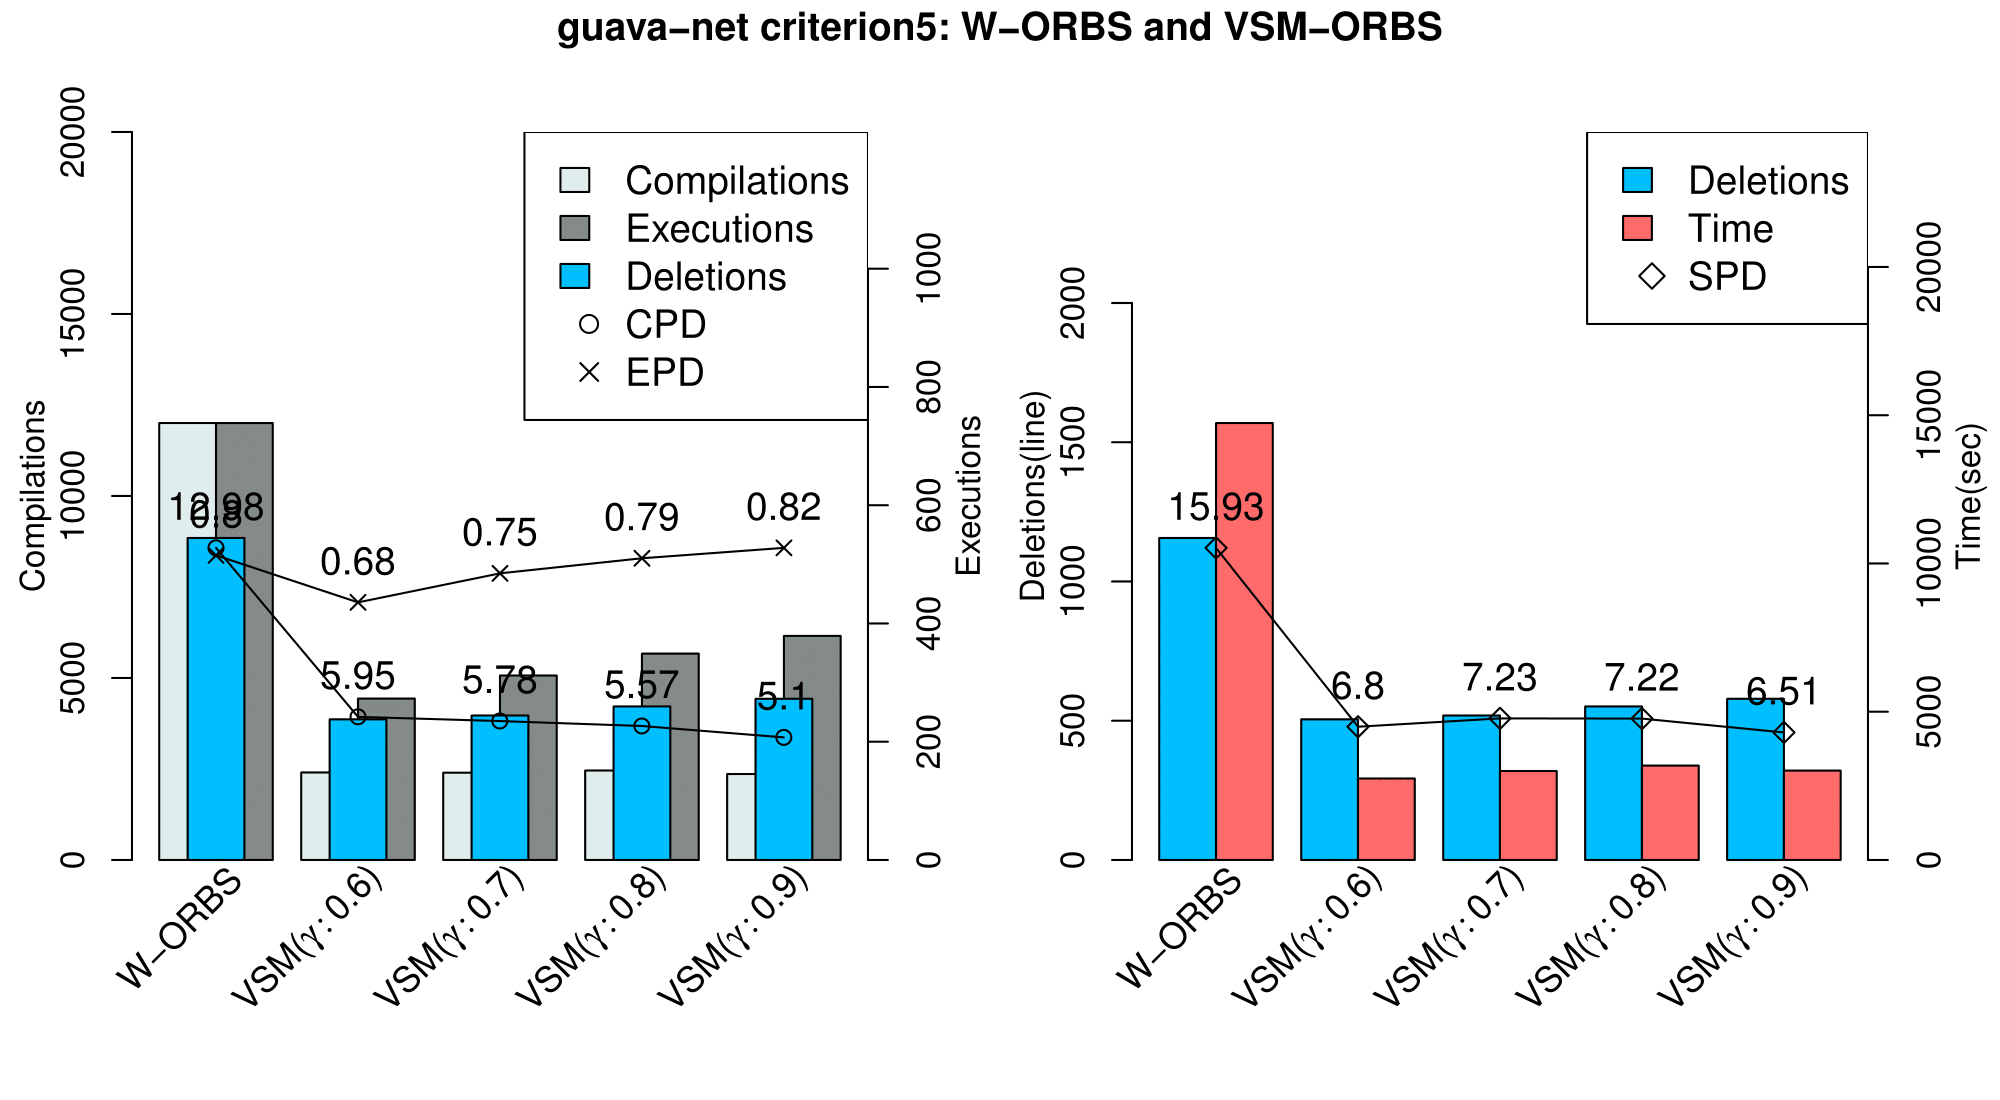 guava−net criterion5: W−ORBS and VSM−ORBS
Compilations
0
5000
10000
15000
20000
Compilations
Executions
Deletions
CPD
EPD
12.98
0.8
0.68
0.75
0.79
0.82
5.95
5.78
5.57
5.1
W−ORBS
VSM(γ: 0.6)
VSM(γ: 0.7)
VSM(γ: 0.8)
VSM(γ: 0.9)
0
200
400
600
800
1000
Executions
Deletions(line)
0
500
1000
1500
2000
Deletions
Time
SPD
15.93
6.8
7.23
7.22
6.51
W−ORBS
VSM(γ: 0.6)
VSM(γ: 0.7)
VSM(γ: 0.8)
VSM(γ: 0.9)
0
5000
10000
15000
20000
Time(sec)